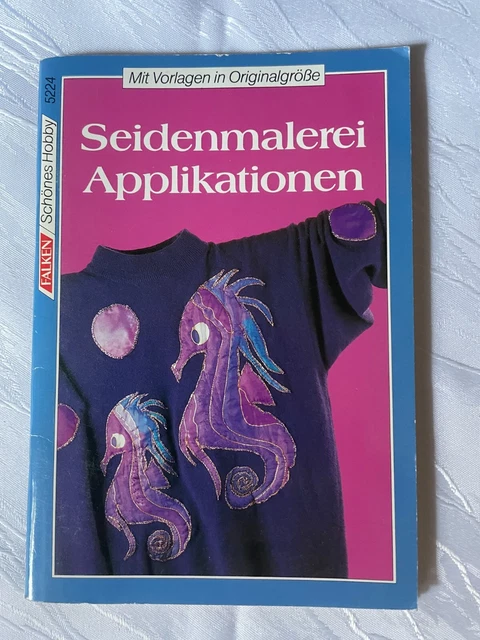 Mit Vorlagen in Originalgröße
Seidenmalerei
Applikationen
FALKEN / Schönes Hobby 5224